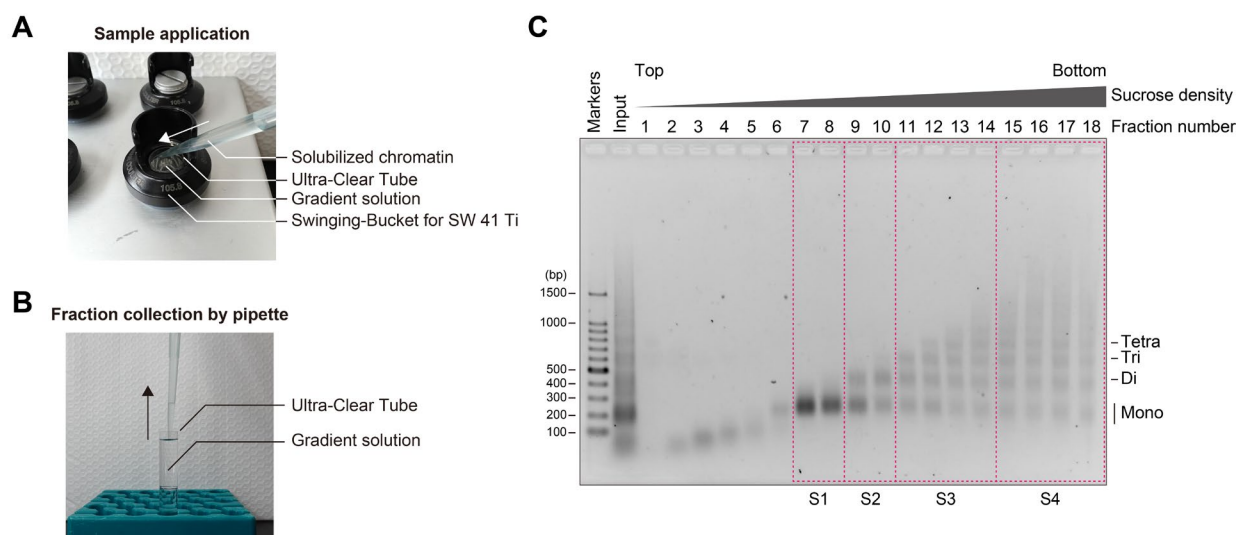 A
Sample application
105.8
Solubilized chromatin
Ultra-Clear Tube
Gradient solution
Swinging-Bucket for SW 41 Ti
B
Fraction collection by pipette
Ultra-Clear Tube
Gradient solution
C
Top
Bottom
Sucrose density
Markers
Input
1 2 3 4 5 6 7 8 9 10 11 12 13 14 15 16 17 18
Fraction number
(bp)
1500
1000
500
400
300
200
100
Tetra
Tri
Di
Mono
S1 S2 S3 S4